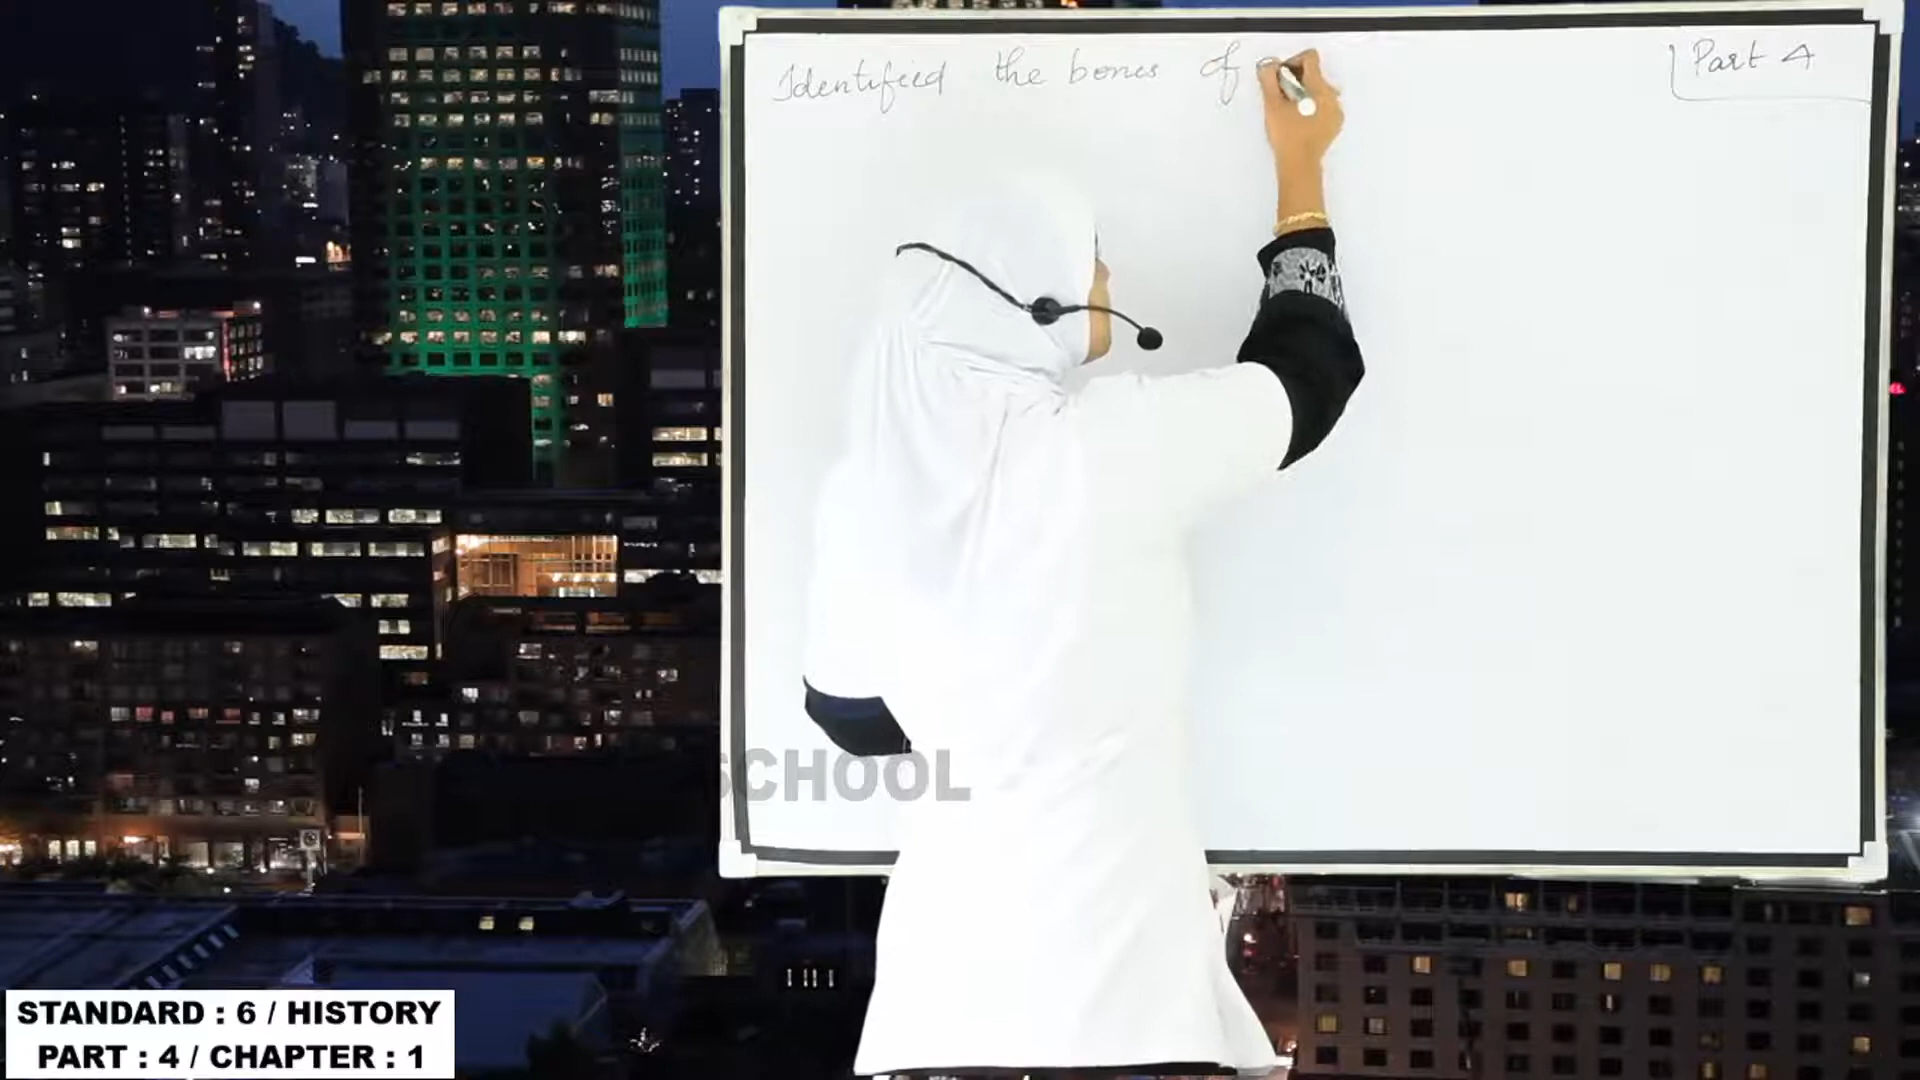 Identified the bones of
Part 4
SCHOOL
STANDARD : 6 / HISTORY
PART : 4 / CHAPTER : 1